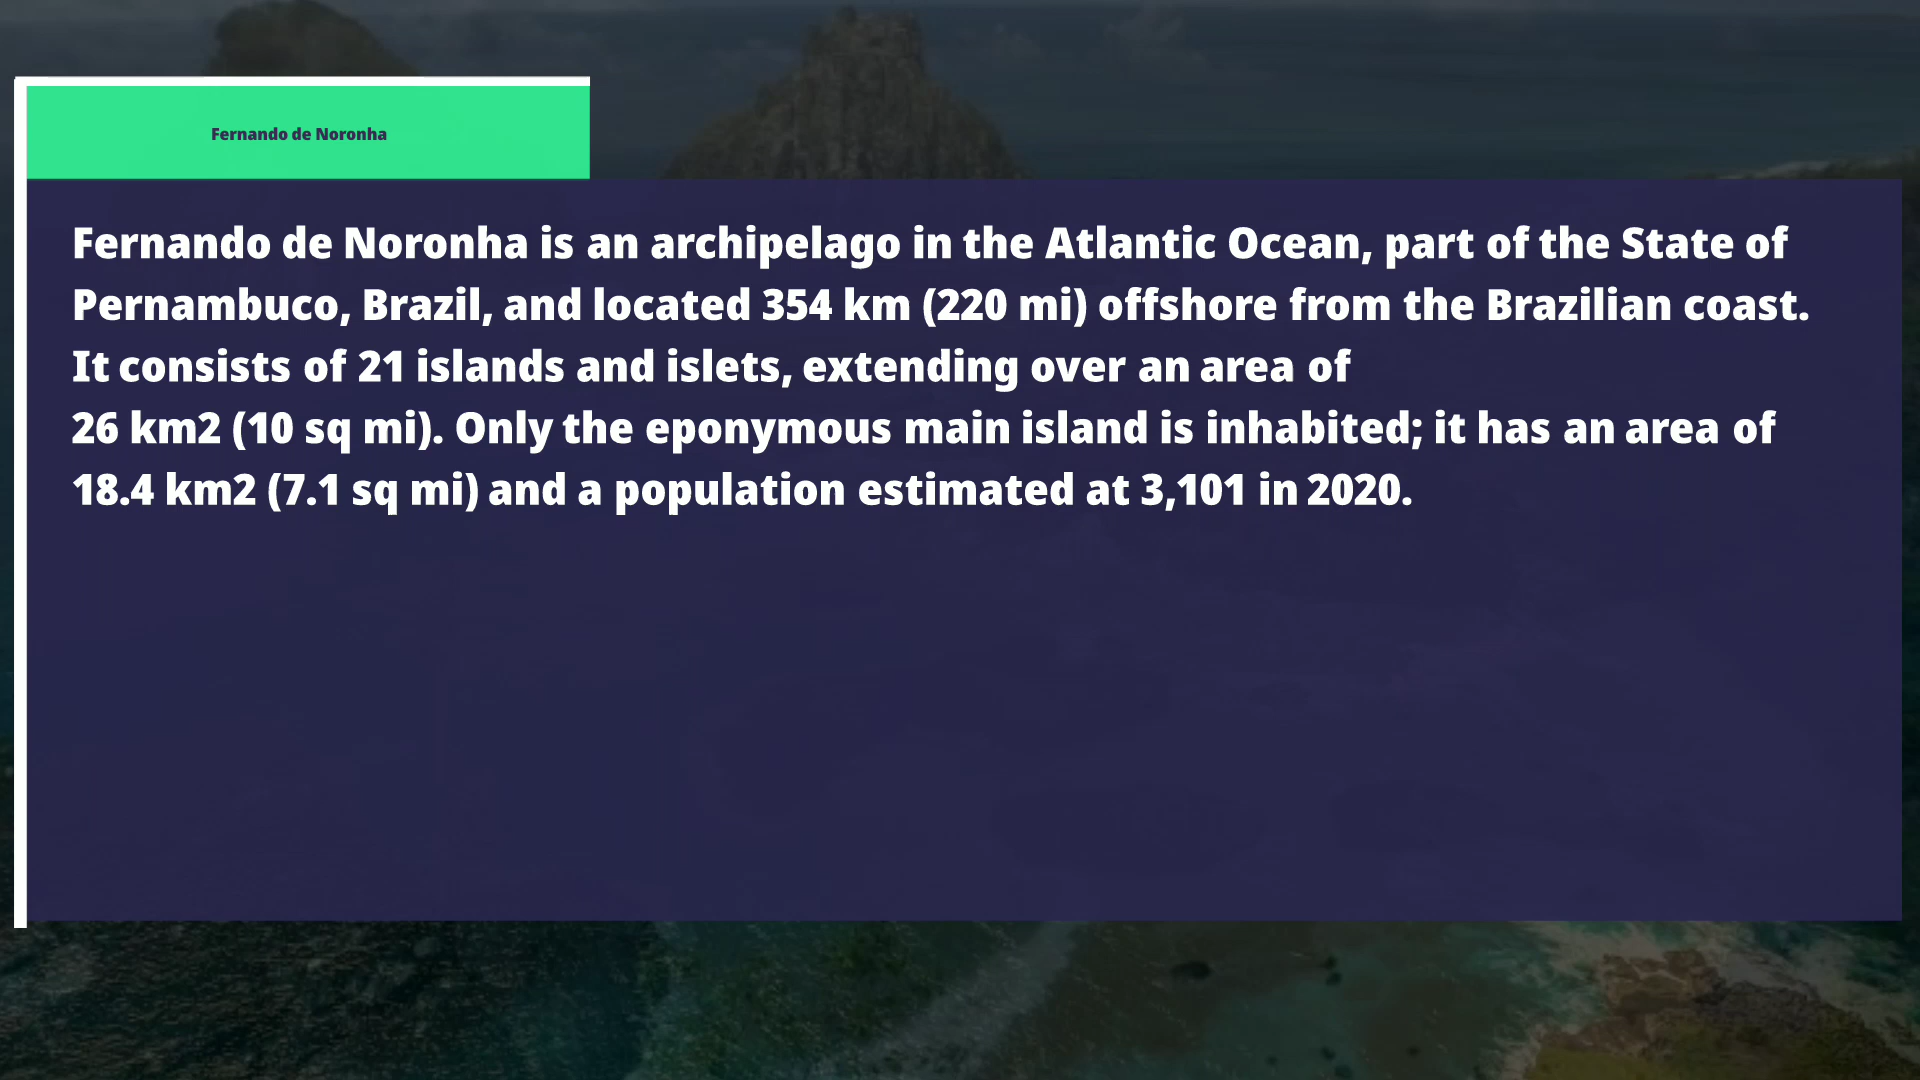 Fernando de Noronha
Fernando de Noronha is an archipelago in the Atlantic Ocean, part of the State of
Pernambuco, Brazil, and located 354 km (220 mi) offshore from the Brazilian coast.
It consists of 21 islands and islets, extending over an area of
26 km2 (10 sq mi). Only the eponymous main island is inhabited; it has an area of
18.4 km2 (7.1 sq mi) and a population estimated at 3,101 in 2020.